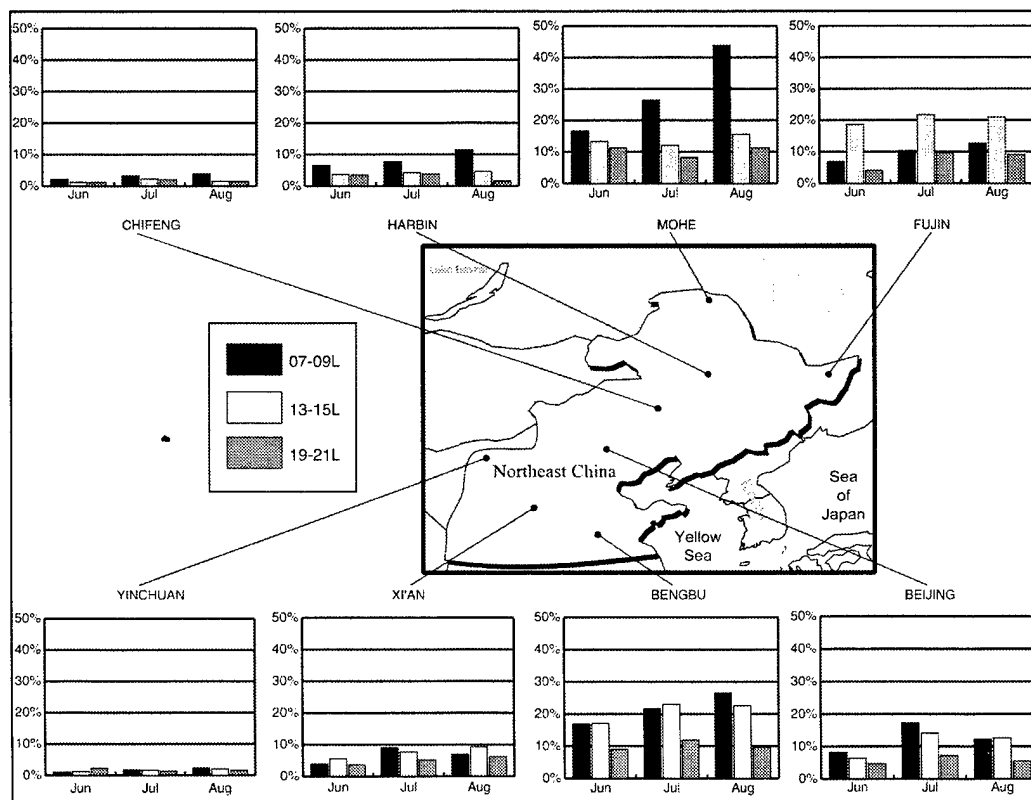 50%
40%
30%
20%
10%
0%
Jun Jul Aug
50%
40%
30%
20%
10%
0%
Jun Jul Aug
50%
40%
30%
20%
10%
0%
Jun Jul Aug
50%
40%
30%
20%
10%
0%
Jun Jul Aug
CHIFENG HARBIN MOHE FUJIN
Lake
07-09L
13-15L
19-21L
Northeast China
Sea
of
Japan
Yellow
Sea
YINCHUAN XI'AN BENGBU BEIJING
50%
40%
30%
20%
10%
0%
Jun Jul Aug
50%
40%
30%
20%
10%
0%
Jun Jul Aug
50%
40%
30%
20%
10%
0%
Jun Jul Aug
50%
40%
30%
20%
10%
0%
Jun Jul Aug